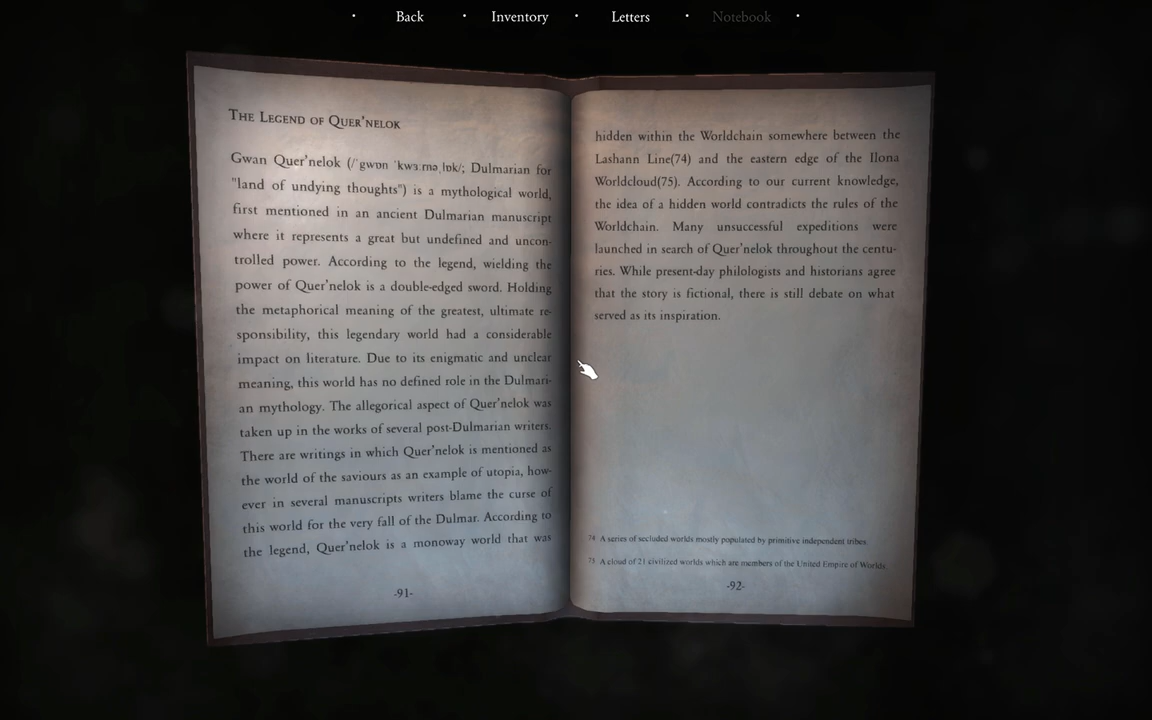 Back
Inventory
Letters
Notebook
The Legend of Quer'nelok
Gwan Quer'nelok (/ˈgwɒn ˈkwɜ.mə.lɒk/; Dulmarian for
"land of undying thoughts") is a mythological world,
first mentioned in an ancient Dulmarian manuscript
where it represents a great but undefined and uncon-
trolled power. According to the legend, wielding the
power of Quer'nelok is a double-edged sword. Holding
the metaphorical meaning of the greatest, ultimate re-
sponsibility, this legendary world had a considerable
impact on literature. Due to its enigmatic and unclear
meaning, this world has no defined role in the Dulmari-
an mythology. The allegorical aspect of Quer'nelok was
taken up in the works of several post-Dulmarian writers.
There are writings in which Quer'nelok is mentioned as
the world of the saviours as an example of utopia, how-
ever in several manuscripts writers blame the curse of
this world for the very fall of the Dulmar. According to
the legend, Quer'nelok is a monoway world that was
-91-
hidden within the Worldchain somewhere between the
Lashann Line(74) and the eastern edge of the Ilona
Worldcloud(75). According to our current knowledge,
the idea of a hidden world contradicts the rules of the
Worldchain. Many unsuccessful expeditions were
launched in search of Quer'nelok throughout the centu-
ries. While present-day philologists and historians agree
that the story is fictional, there is still debate on what
served as its inspiration.
74 A series of secluded worlds mostly populated by primitive independent tribes.
75 A cloud of 21 civilized worlds which are members of the United Empire of Worlds.
-92-